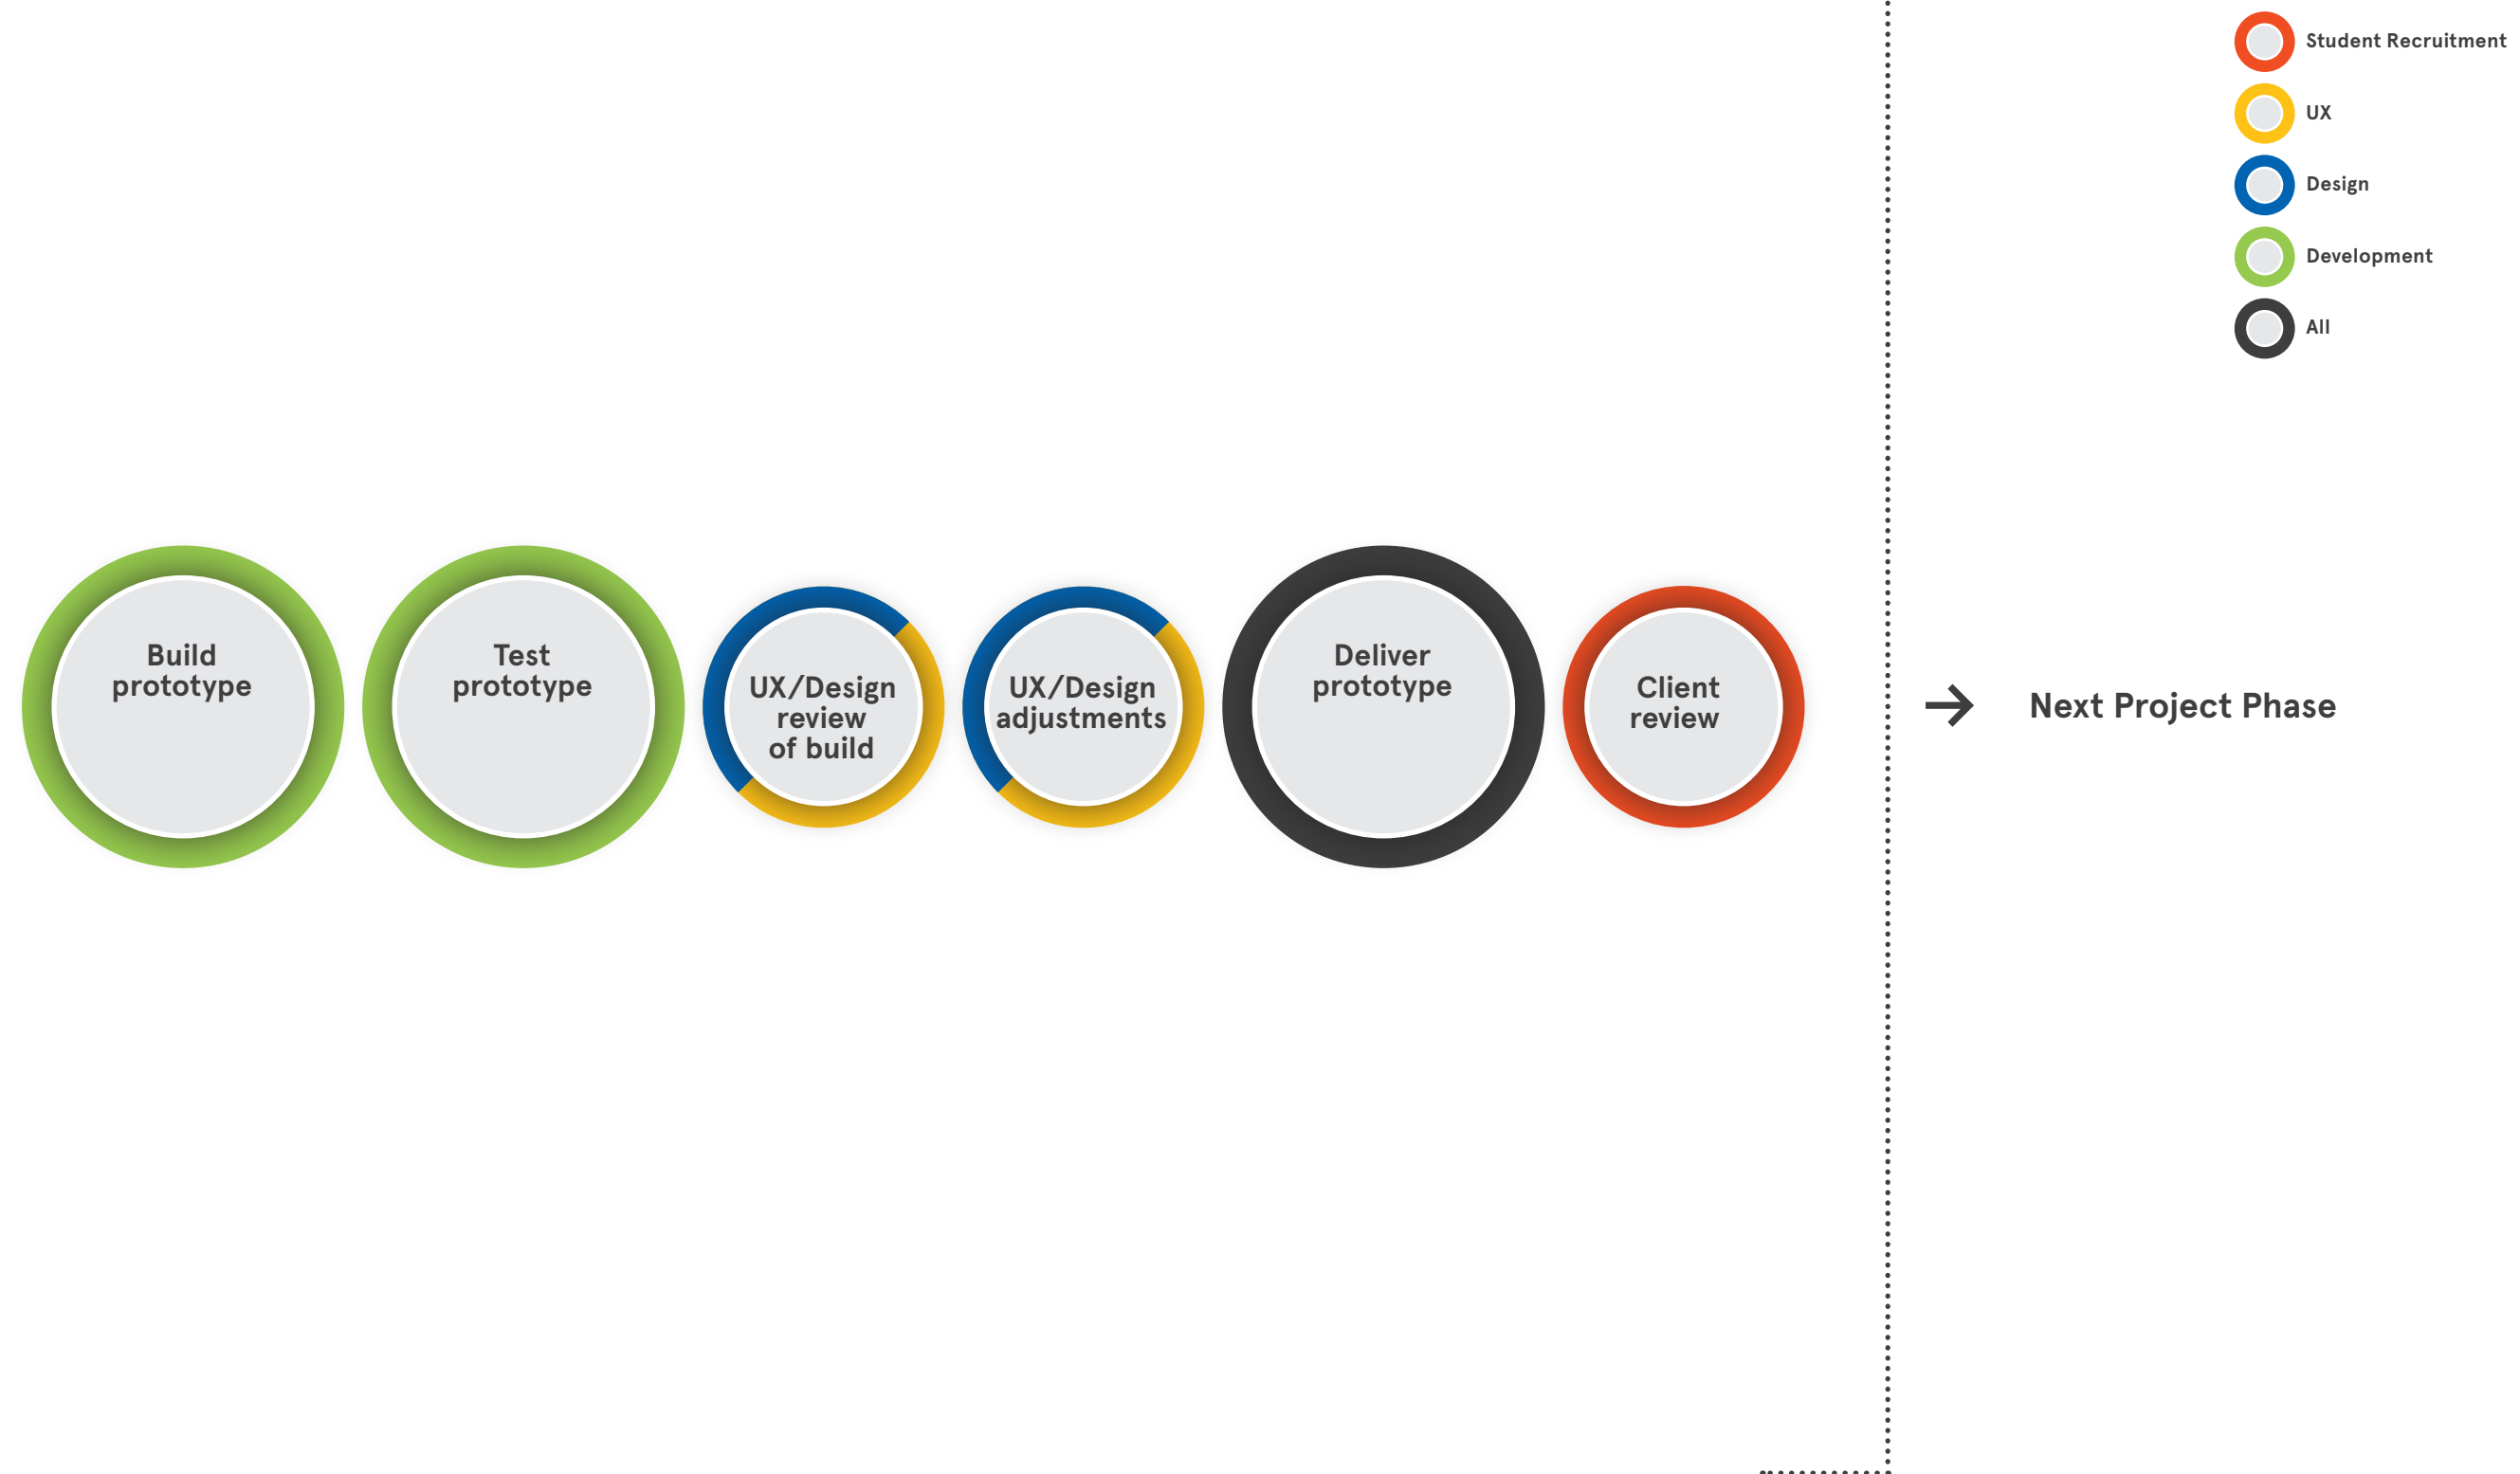 Student Recruitment
UX
Design
Development
All
Build
prototype
Test
prototype
UX/Design
review
of build
UX/Design
adjustments
Deliver
prototype
Client
review
Next Project Phase